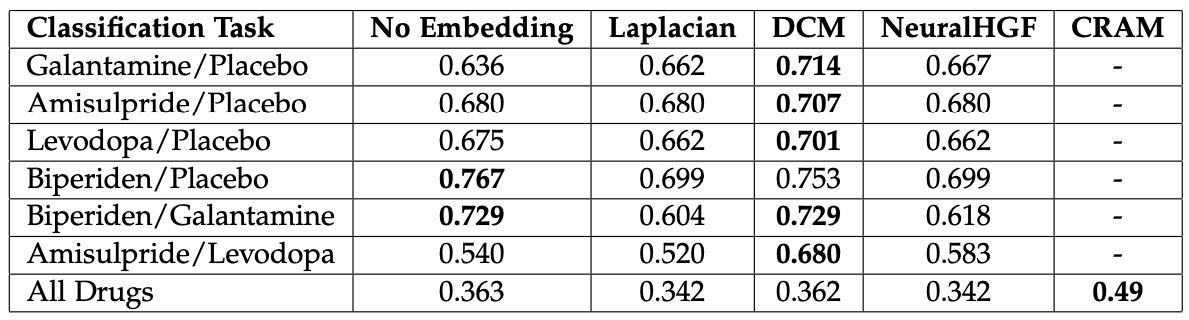 Classification Task No Embedding Laplacian DCM NeuralHGF CRAM
Galantamine/Placebo 0.636 0.662 0.714 0.667 -
Amisulpride/Placebo 0.680 0.680 0.707 0.680 -
Levodopa/Placebo 0.675 0.662 0.701 0.662 -
Biperiden/Placebo 0.767 0.699 0.753 0.699 -
Biperiden/Galantamine 0.729 0.604 0.729 0.618 -
Amisulpride/Levodopa 0.540 0.520 0.680 0.583 -
All Drugs 0.363 0.342 0.362 0.342 0.49